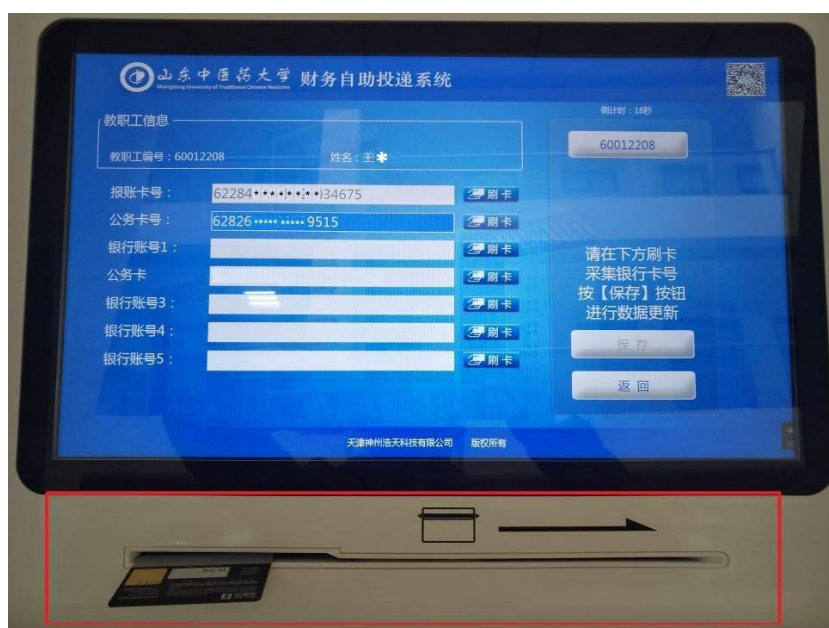 山东中医药大学 财务自助投递系统
Shangdong University of Traditional Chinese Medicine
倒计时：18秒
教职工信息
教职工编号：60012208 姓名：王*
60012208
报账卡号： 62284*******)34675 刷卡
公务卡号： 62826***** *****9515 刷卡
银行账号1： 刷卡
公务卡 刷卡
银行账号3： 刷卡
银行账号4： 刷卡
银行账号5： 刷卡
请在下方刷卡
采集银行卡号
按【保存】按钮
进行数据更新
保存
返回
天津神州浩天科技有限公司 版权所有